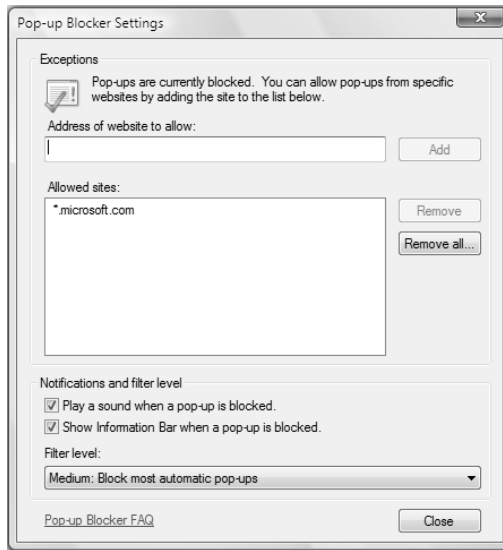 Pop-up Blocker Settings
X
Exceptions
Pop-ups are currently blocked. You can allow pop-ups from specific
websites by adding the site to the list below.
Address of website to allow:
Add
Allowed sites:
*.microsoft.com
Remove
Remove all...
Notifications and filter level
Play a sound when a pop-up is blocked.
Show Information Bar when a pop-up is blocked.
Filter level:
Medium: Block most automatic pop-ups
Pop-up Blocker FAQ
Close